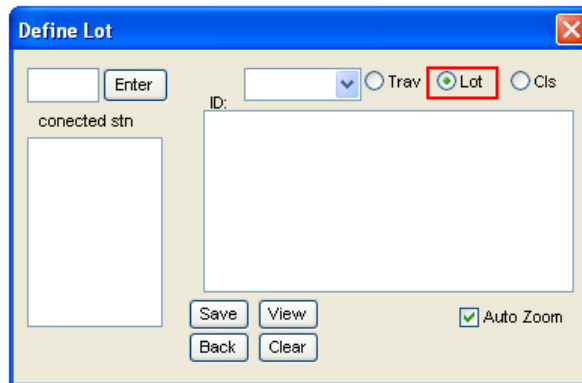 Define Lot
Enter
ID:
Trav
Lot
Cls
conected stn
Save
View
Auto Zoom
Back
Clear